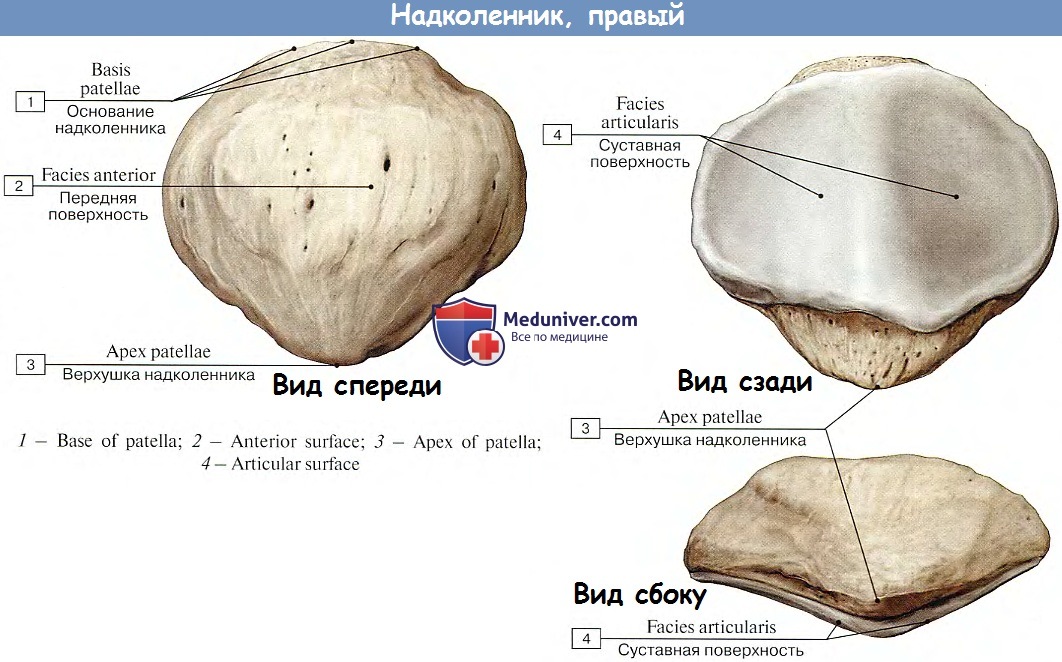 Надколенник, правый
1
Basis
patellae
Основание
надколенника
2
Facies anterior
Передняя
поверхность
3
Apex patellae
Верхушка надколенника
Вид спереди
Meduniver.com
Все по медицине
4
Facies
articularis
Суставная
поверхность
Вид сзади
3
Apex patellae
Верхушка надколенника
1 – Base of patella; 2 – Anterior surface; 3 – Apex of patella;
4 – Articular surface
Вид сбоку
4
Facies articularis
Суставная поверхность